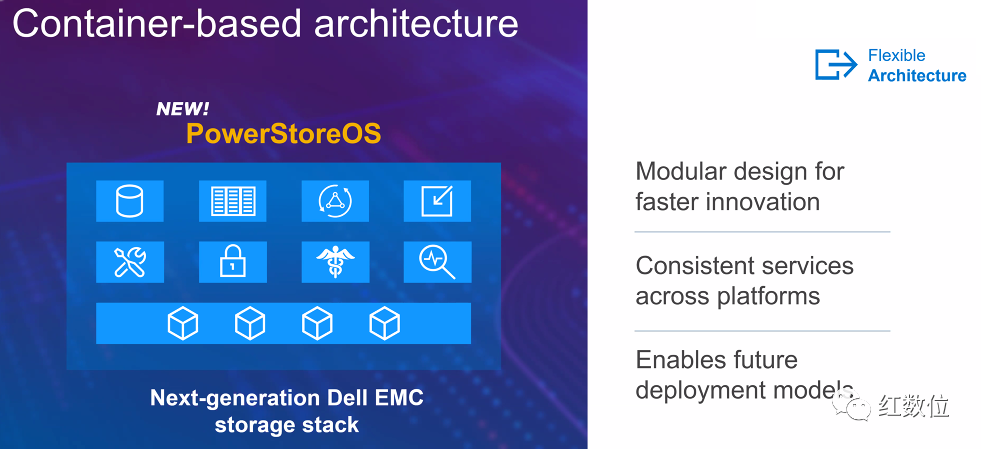 Container-based architecture
NEW!
PowerStoreOS
Next-generation Dell EMC
storage stack
Flexible
Architecture
Modular design for
faster innovation
Consistent services
across platforms
Enables future
deployment models
红数位